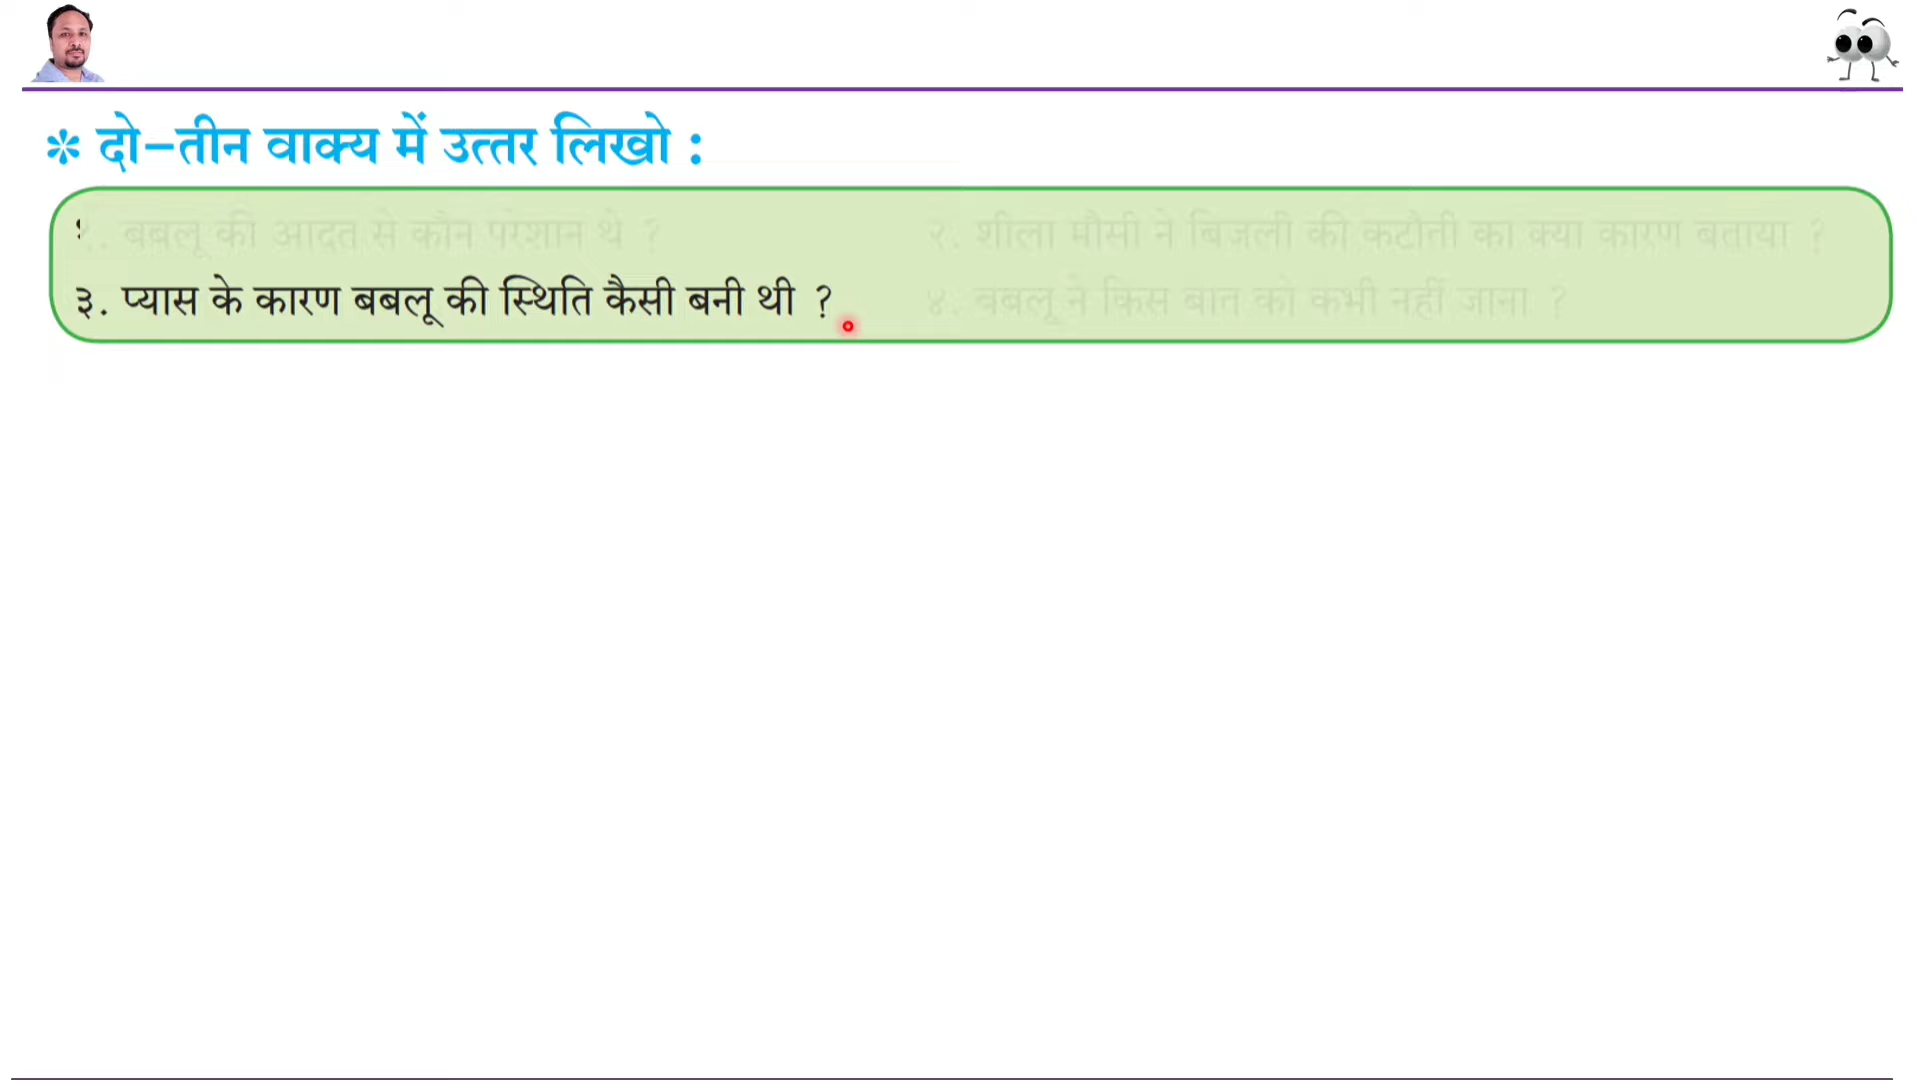 * दो-तीन वाक्य में उत्तर लिखो :
१. बबलू की आदत से कौन परेशान थे ? २. शीला मौसी ने बिजली की कटौती का क्या कारण बताया ?
३. प्यास के कारण बबलू की स्थिति कैसी बनी थी ? ४. बबलू ने किस बात को कभी नहीं जाना ?